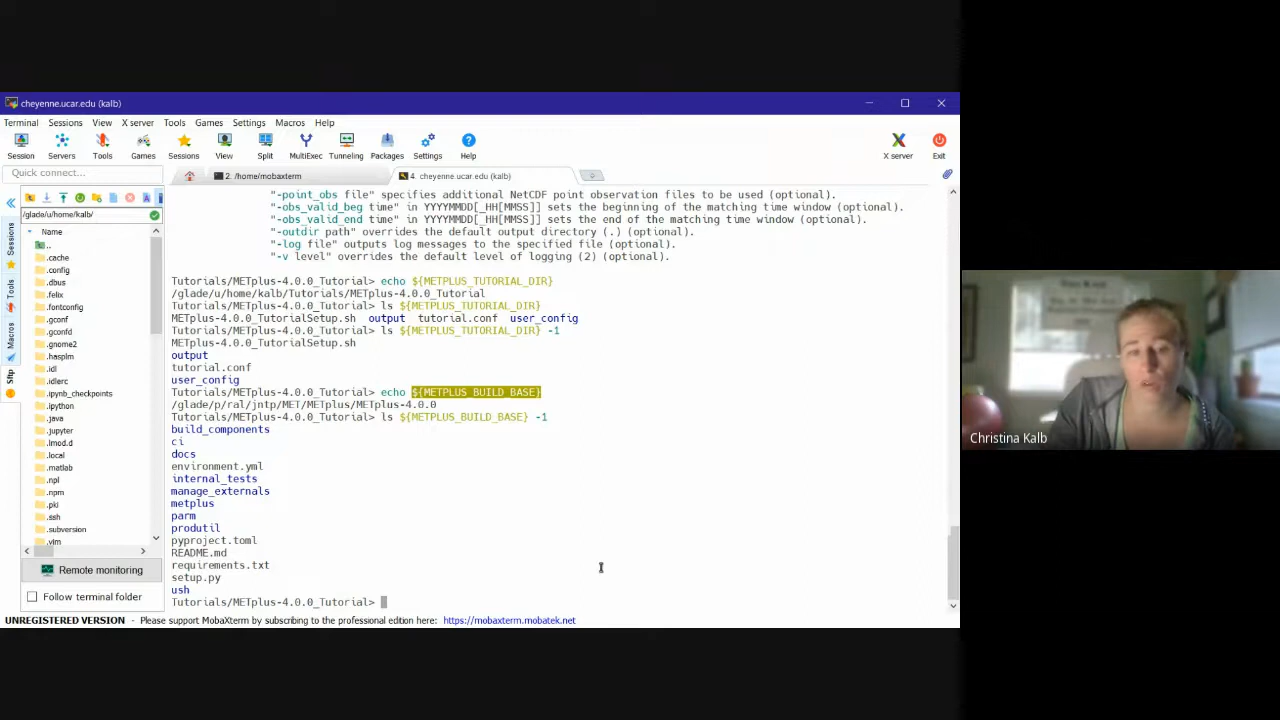 cheyenne.ucar.edu (kalb)
Terminal Sessions View X server Tools Games Settings Macros Help
Session Servers Tools Games Sessions View Split MultiExec Tunneling Packages Settings Help X server Exit
Quick connect...
2. /home/mobaxterm
4. cheyenne.ucar.edu (kalb)
/glade/u/home/kalb/
Name
..
.cache
.config
.dbus
.felix
.fontconfig
.gconf
.gconfd
.gnome2
.hasplm
.idl
.idlerc
.ipynb_checkpoints
.ipython
.java
.jupyter
.lmod.d
.local
.matlab
.npl
.npm
.pki
.ssh
.subversion
.vim
Sessions
Tools
Macros
Sftp
Remote monitoring
Follow terminal folder
"-point_obs file" specifies additional NetCDF point observation files to be used (optional).
"-obs_valid_beg time" in YYYYMMDD[_HH[MMSS]] sets the beginning of the matching time window (optional).
"-obs_valid_end time" in YYYYMMDD[_HH[MMSS]] sets the end of the matching time window (optional).
"-outdir path" overrides the default output directory (.) (optional).
"-log file" outputs log messages to the specified file (optional).
"-v level" overrides the default level of logging (2) (optional).
Tutorials/METplus-4.0.0_Tutorial> echo ${METPLUS_TUTORIAL_DIR}
/glade/u/home/kalb/Tutorials/METplus-4.0.0_Tutorial
Tutorials/METplus-4.0.0_Tutorial> ls ${METPLUS_TUTORIAL_DIR}
METplus-4.0.0_TutorialSetup.sh output tutorial.conf user_config
Tutorials/METplus-4.0.0_Tutorial> ls ${METPLUS_TUTORIAL_DIR} -1
METplus-4.0.0_TutorialSetup.sh
output
tutorial.conf
user_config
Tutorials/METplus-4.0.0_Tutorial> echo ${METPLUS_BUILD_BASE}
/glade/p/ral/jntp/MET/METplus/METplus-4.0.0
Tutorials/METplus-4.0.0_Tutorial> ls ${METPLUS_BUILD_BASE} -1
build_components
ci
docs
environment.yml
internal_tests
manage_externals
metplus
parm
produtil
pyproject.toml
README.md
requirements.txt
setup.py
ush
Tutorials/METplus-4.0.0_Tutorial>
UNREGISTERED VERSION - Please support MobaXterm by subscribing to the professional edition here: https://mobaxterm.mobatek.net
Christina Kalb